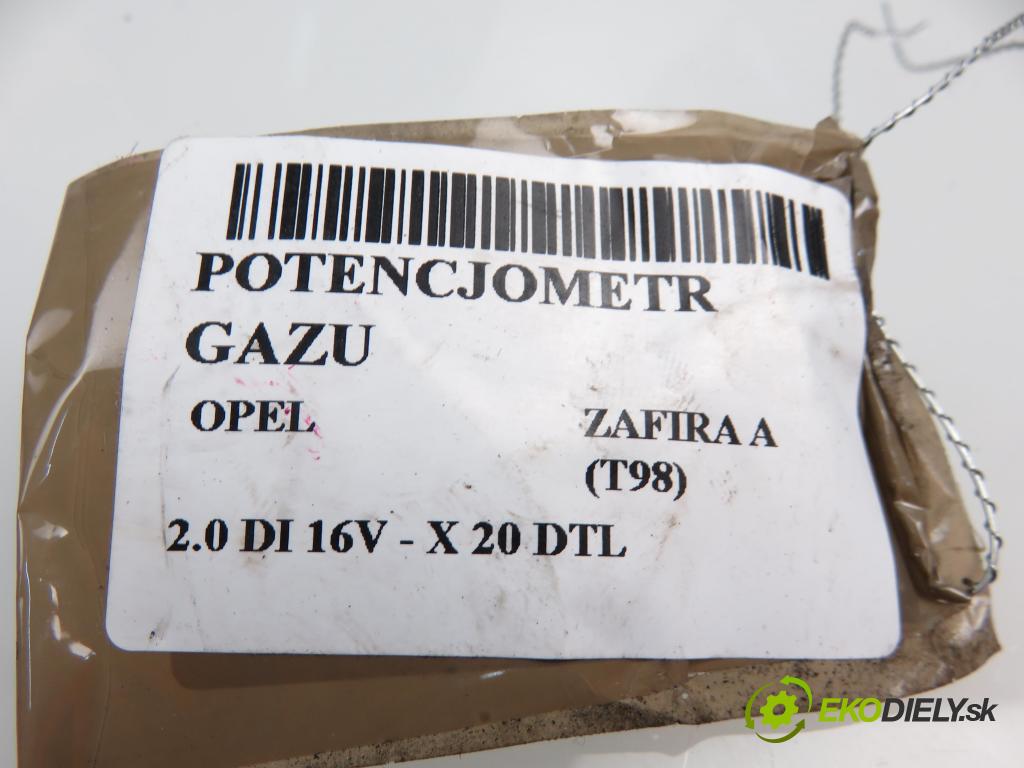 POTENCJOMETR
GAZU
OPEL ZAFIRA A
(T98)
2.0 DI 16V - X 20 DTL
EKODIELY.sk